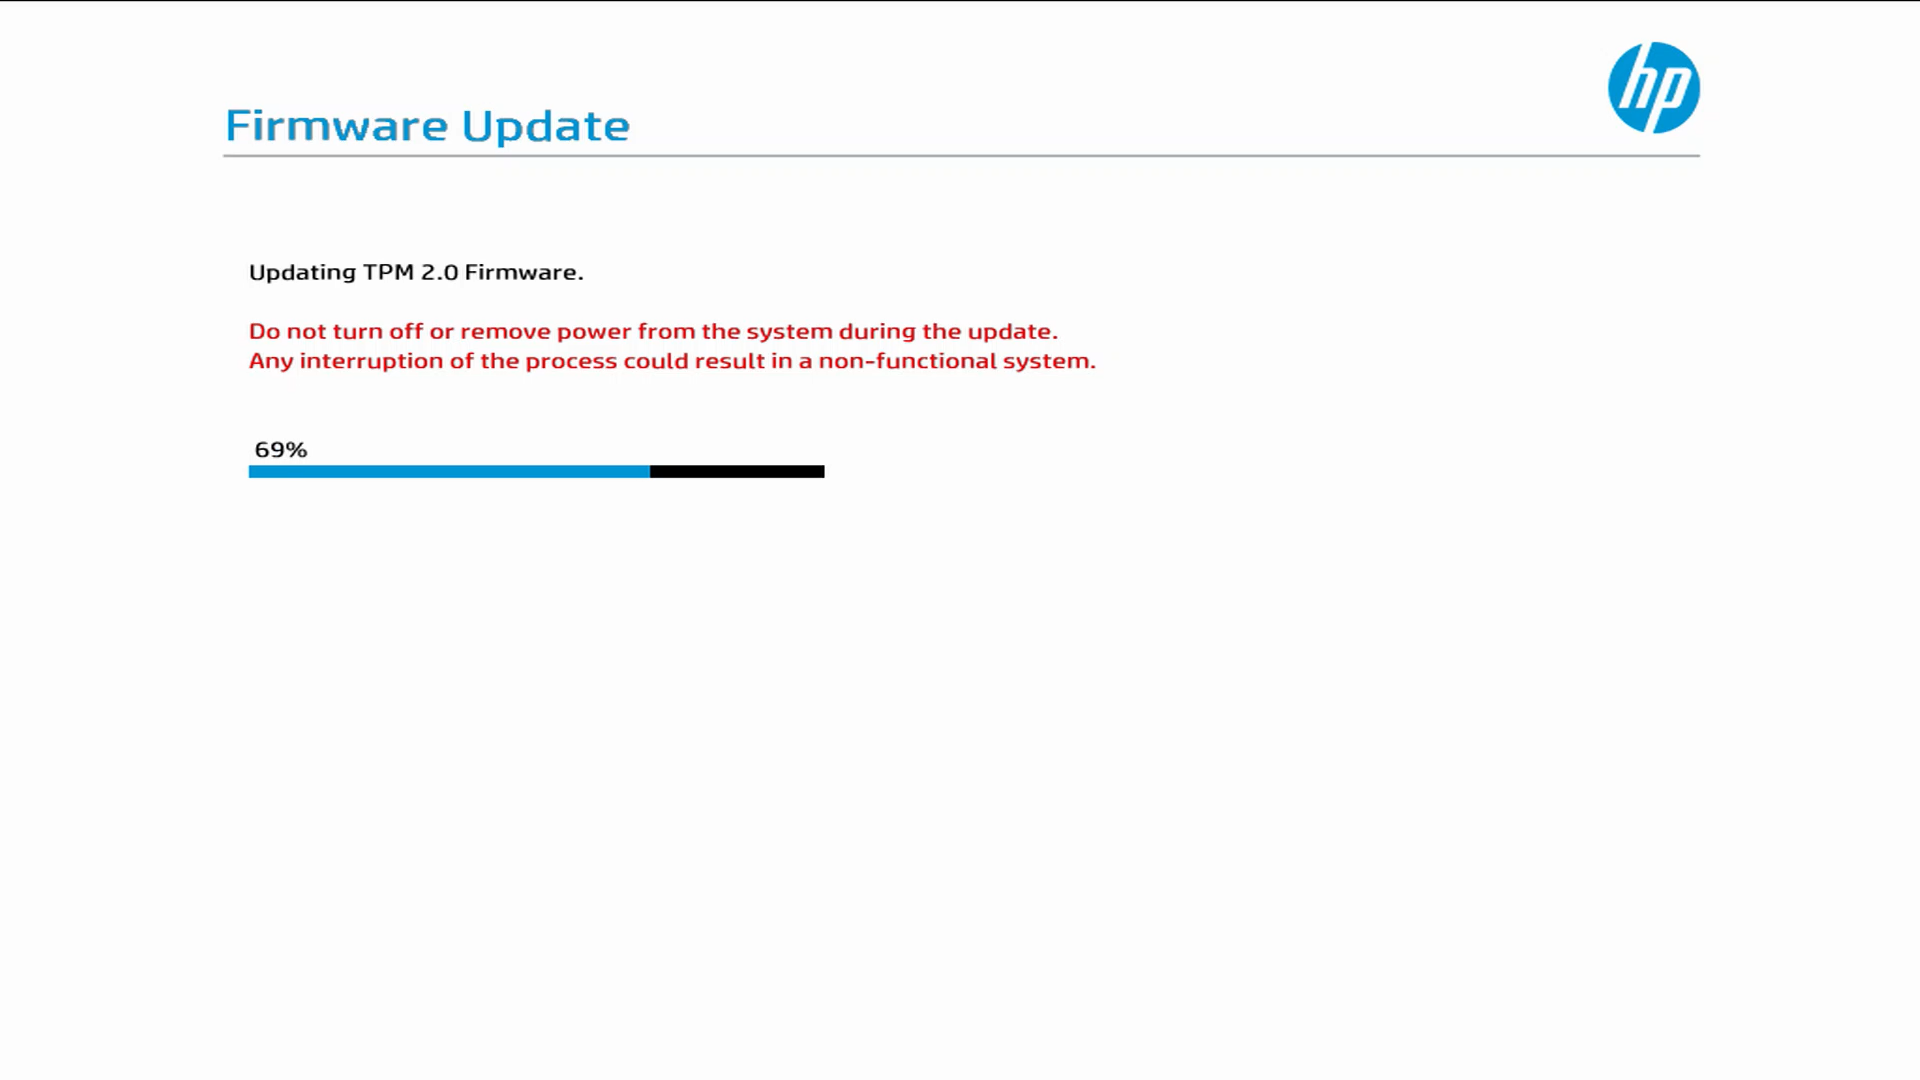 hp
Firmware Update
Updating TPM 2.0 Firmware.
Do not turn off or remove power from the system during the update.
Any interruption of the process could result in a non-functional system.
69%